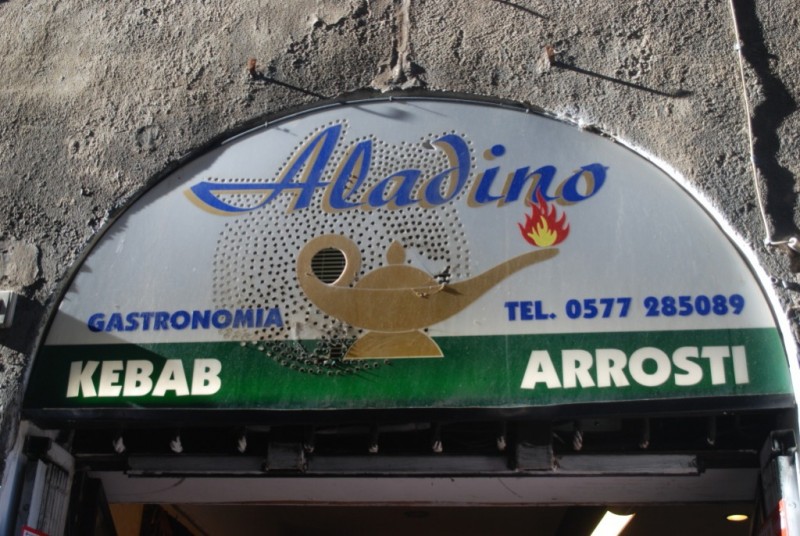 Aladino
GASTRONOMIA
TEL. 0577 285089
KEBAB
ARROSTI